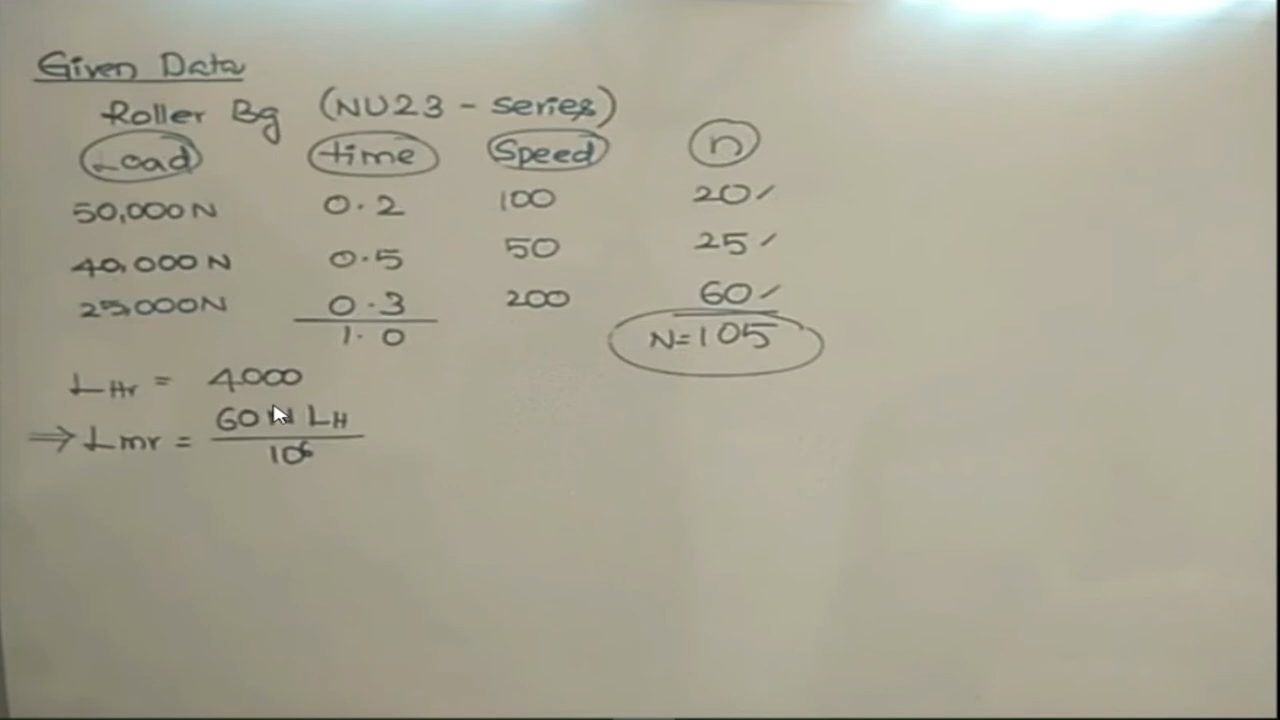 Given Data
Roller Bg (NU23 - series)
Load time Speed n
50,000 N 0.2 100 20
40,000 N 0.5 50 25
25,000 N 0.3 200 60
1.0 N=105
LHr = 4000
⇒ Lmr = 60 N LH / 10⁶